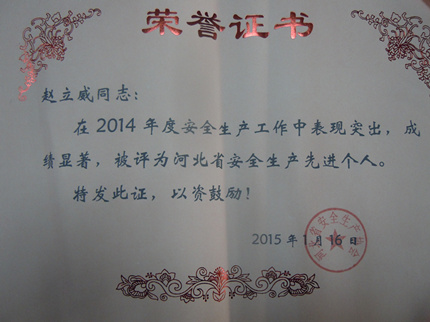 荣誉证书
赵立威同志：
在2014年度安全生产工作中表现突出，成
绩显著，被评为河北省安全生产先进个人。
特发此证，以资鼓励！
2015年1月16日